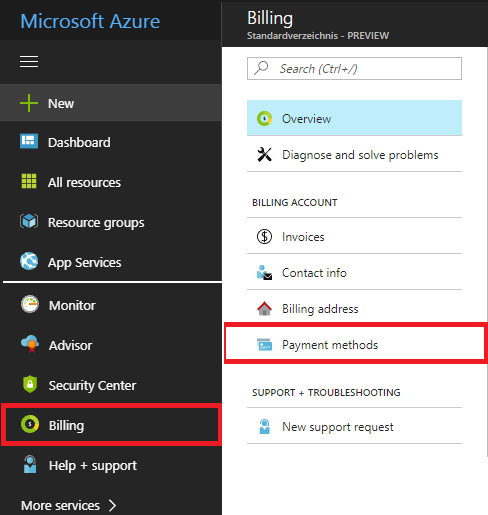 Microsoft Azure
New
Dashboard
All resources
Resource groups
App Services
Monitor
Advisor
Security Center
Billing
Help + support
More services
Billing
Standardverzeichnis - PREVIEW
Search (Ctrl+/)
Overview
Diagnose and solve problems
BILLING ACCOUNT
Invoices
Contact info
Billing address
Payment methods
SUPPORT + TROUBLESHOOTING
New support request